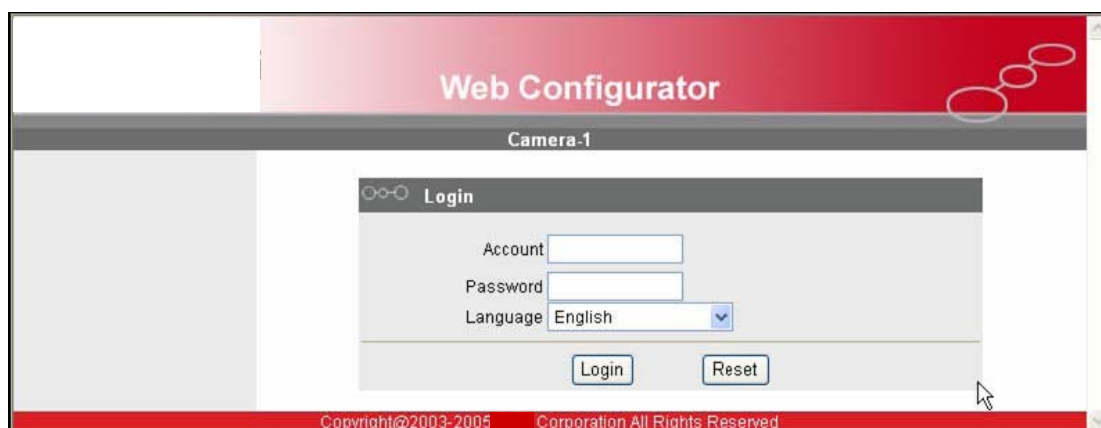 Web Configurator
Camera-1
Login
Account
Password
Language English
Login Reset
Copyright@2003-2005 Corporation All Rights Reserved